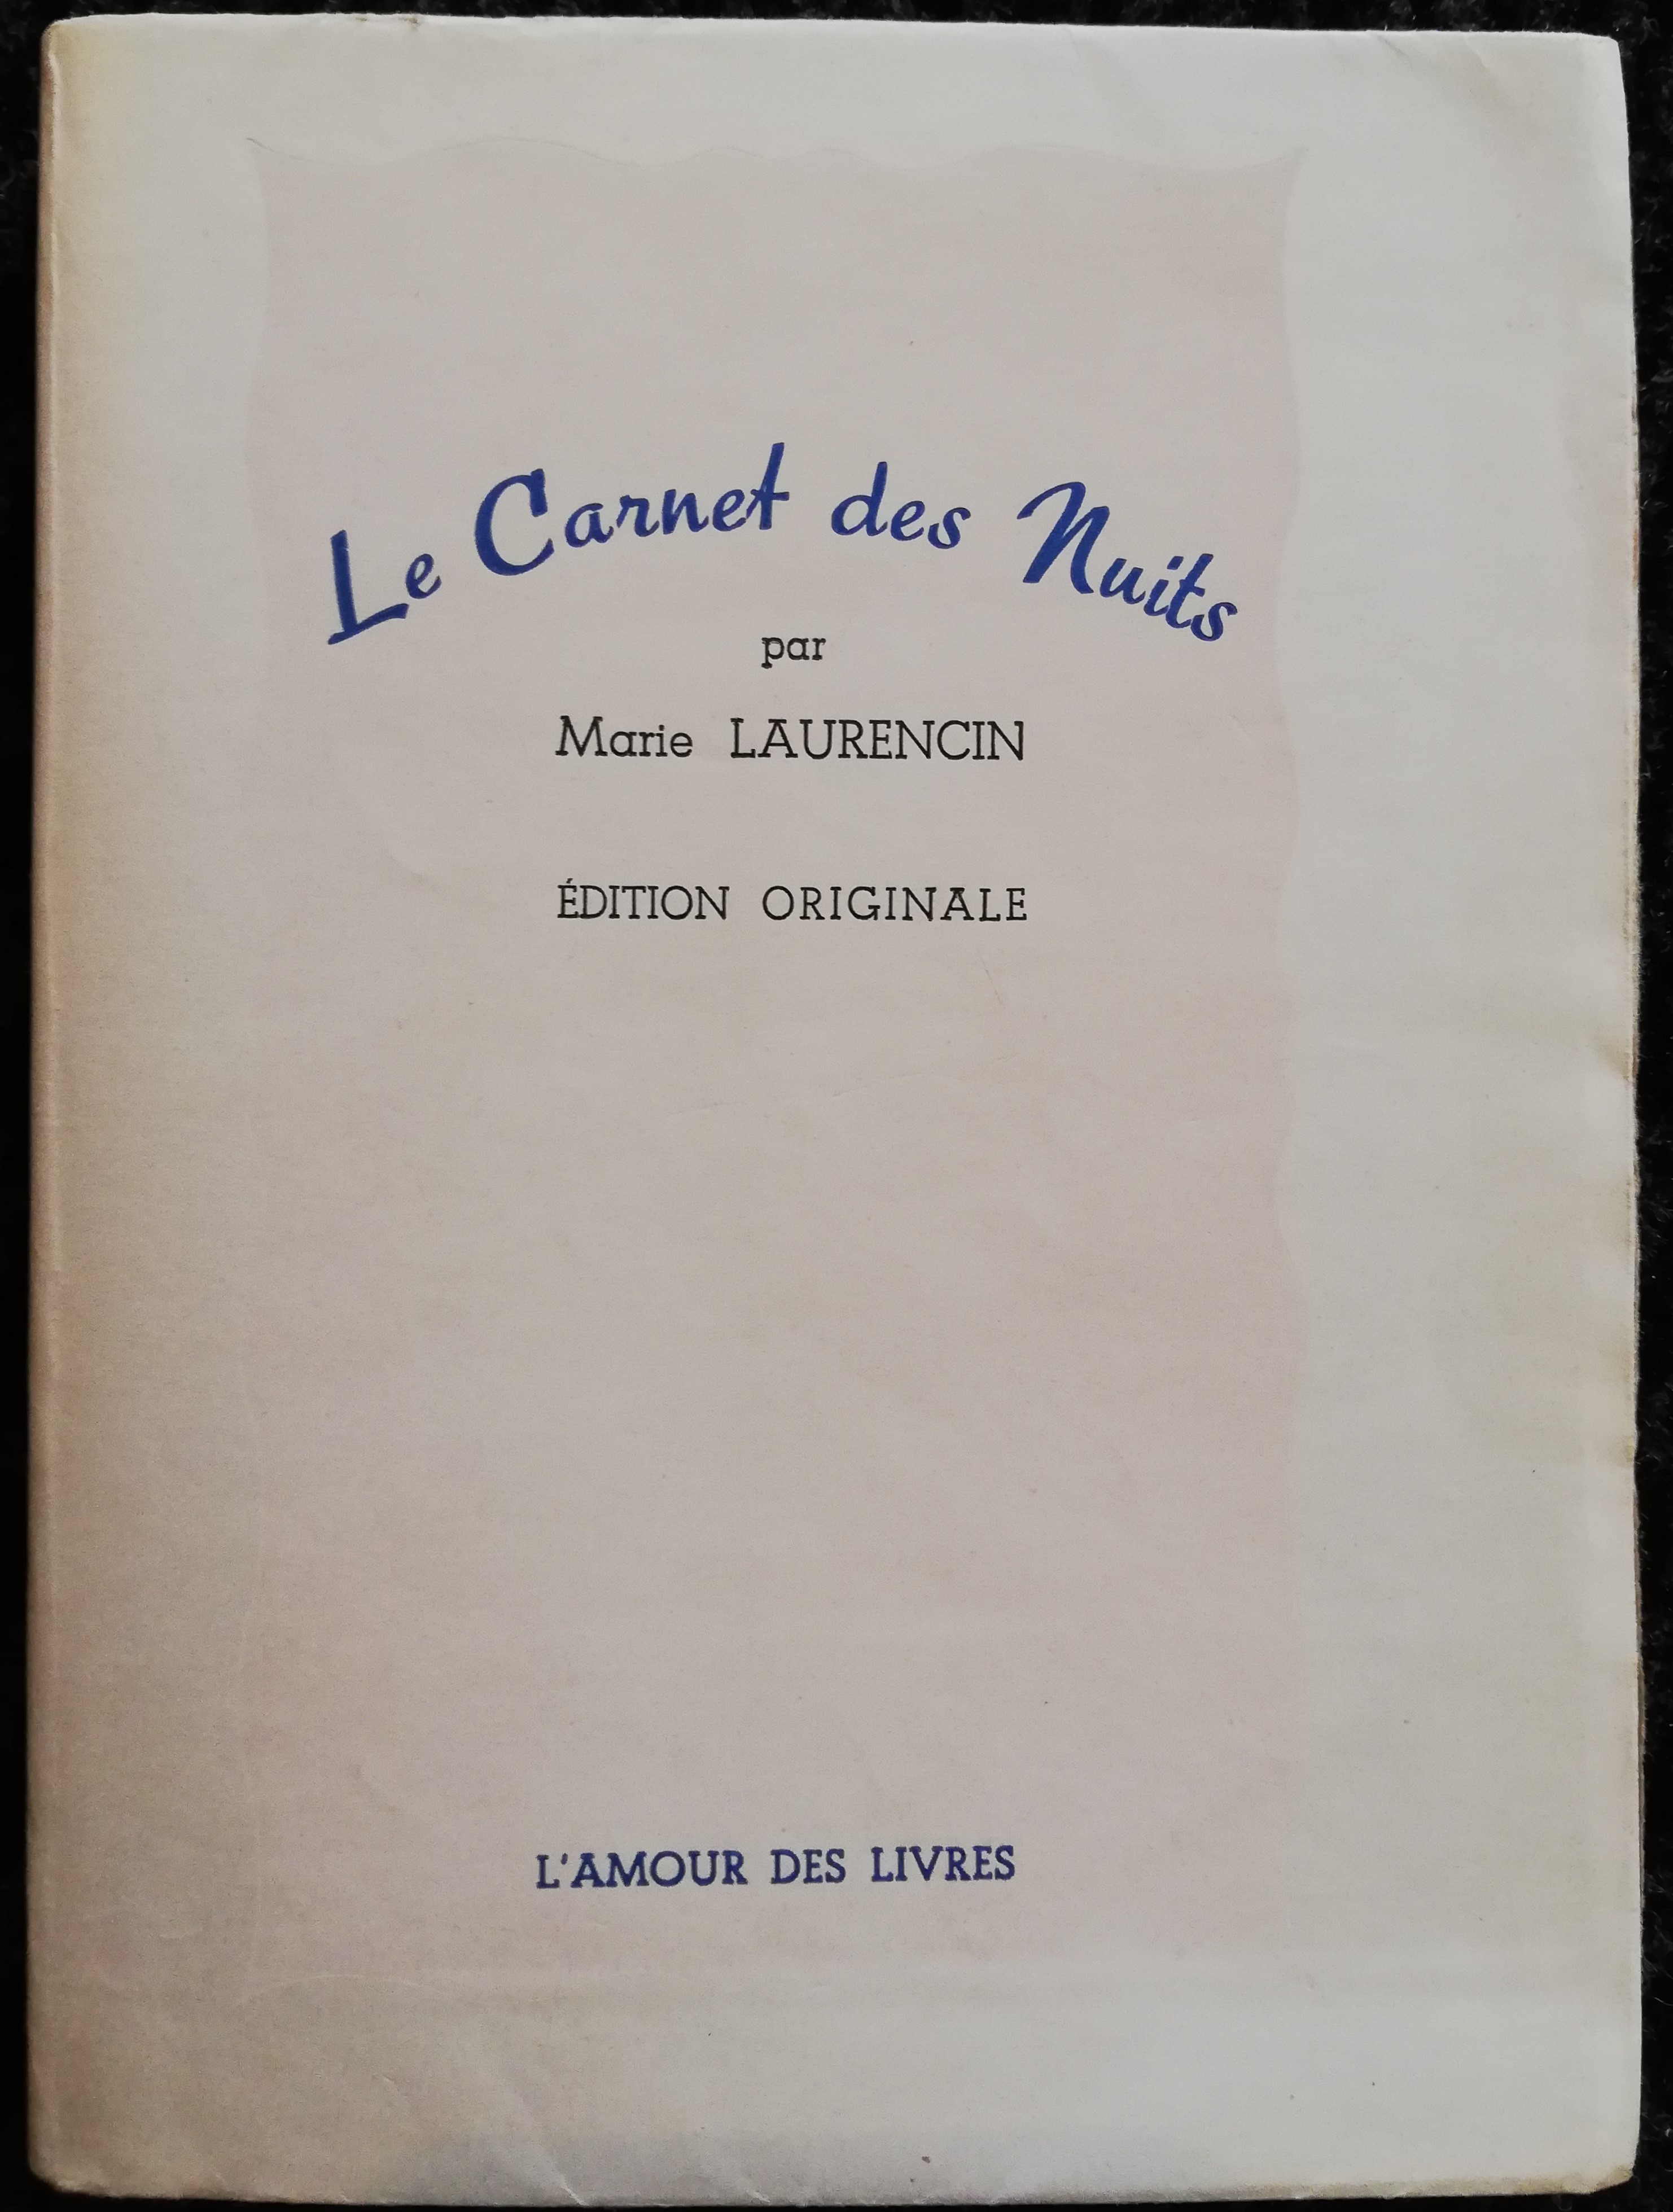 Le Carnet des Nuits
par
Marie LAURENCIN
ÉDITION ORIGINALE
L'AMOUR DES LIVRES